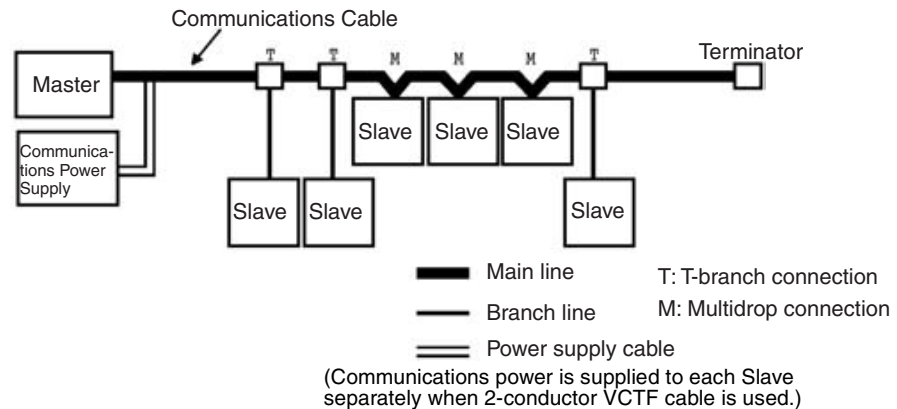 Communications Cable
T
T
M
M
M
T
Terminator
Master
Communica-
tions Power
Supply
Slave
Slave
Slave
Slave
Slave
Slave
Main line
T: T-branch connection
Branch line
M: Multidrop connection
Power supply cable
(Communications power is supplied to each Slave
separately when 2-conductor VCTF cable is used.)